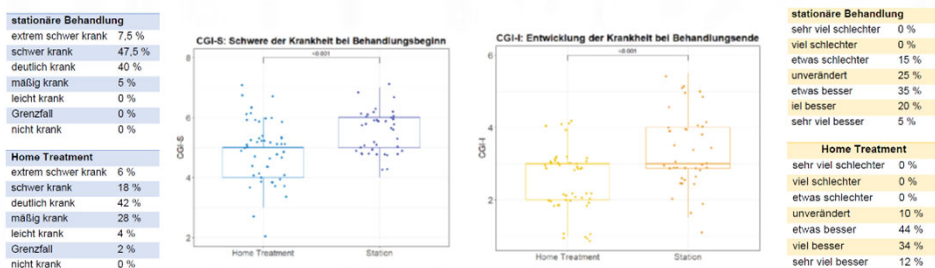 stationäre Behandlung
extrem schwer krank 7,5 %
schwer krank 47,5 %
deutlich krank 40 %
mäßig krank 5 %
leicht krank 0 %
Grenzfall 0 %
nicht krank 0 %
Home Treatment
extrem schwer krank 6 %
schwer krank 18 %
deutlich krank 42 %
mäßig krank 28 %
leicht krank 4 %
Grenzfall 2 %
nicht krank 0 %
CGI-S: Schwere der Krankheit bei Behandlungsbeginn
<0.001
8
6
4
2
CGI-S
Home Treatment
Station
CGI-I: Entwicklung der Krankheit bei Behandlungsende
<0.001
6
4
2
CGI-I
Home Treatment
Station
stationäre Behandlung
sehr viel schlechter 0 %
viel schlechter 0 %
etwas schlechter 15 %
unverändert 25 %
etwas besser 35 %
iel besser 20 %
sehr viel besser 5 %
Home Treatment
sehr viel schlechter 0 %
viel schlechter 0 %
etwas schlechter 0 %
unverändert 10 %
etwas besser 44 %
viel besser 34 %
sehr viel besser 12 %